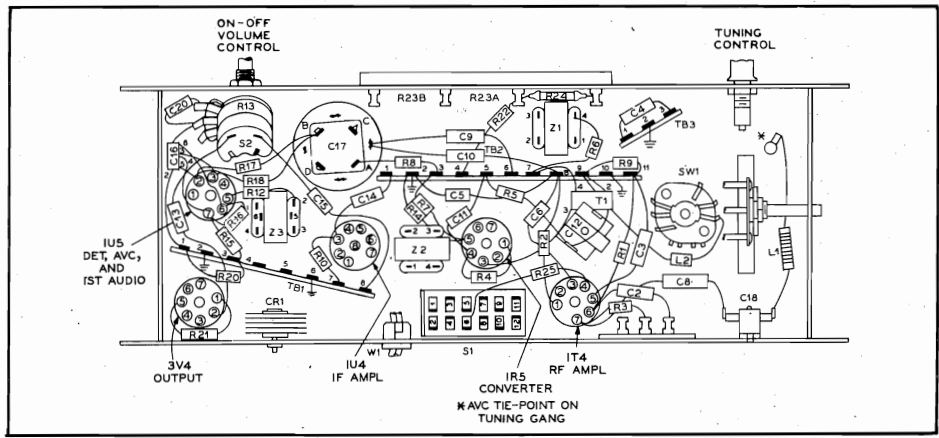 ON-OFF
VOLUME
CONTROL
TUNING
CONTROL
C20
R13
R23B
R23A
R24
R22
C4
TB3
S2
B
C
C17
D
A
C9
TB2
C10
Z1
R6
C16
R17
R18
R12
R8
R9
C13
R16
R15
Z3
C15
C14
R7
R14
C5
C11
R5
C6
R2
T1
C12
SW1
R1
C3
L2
L1
1U5
DET, AVC,
AND
1ST AUDIO
R20
TB1
R10
Z2
R4
R25
C8
C2
R3
C18
R21
CR1
W1
S1
3V4
OUTPUT
1U4
IF AMPL
1R5
CONVERTER
1T4
RF AMPL
* AVC TIE-POINT ON
TUNING GANG